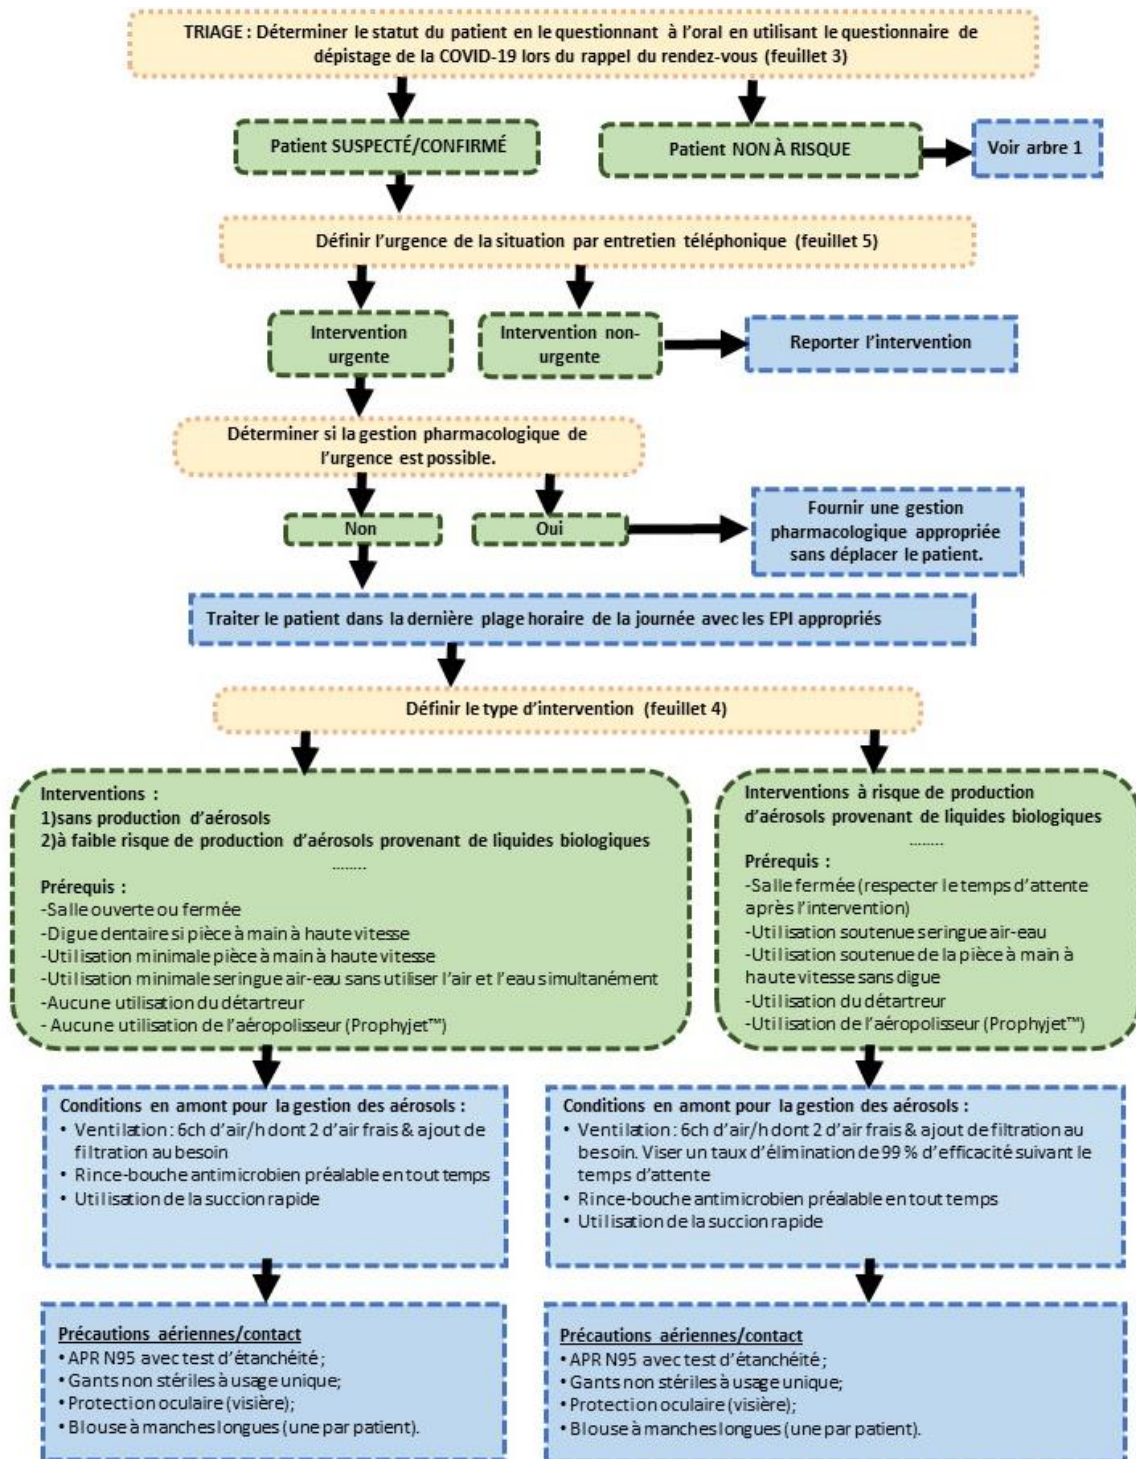 TRIAGE : Déterminer le statut du patient en le questionnant à l'oral en utilisant le questionnaire de
dépistage de la COVID-19 lors du rappel du rendez-vous (feuillet 3)
Patient SUSPECTÉ/CONFIRMÉ
Patient NON À RISQUE
Voir arbre 1
Définir l'urgence de la situation par entretien téléphonique (feuillet 5)
Intervention
urgente
Intervention non-
urgente
Reporter l'intervention
Déterminer si la gestion pharmacologique de
l'urgence est possible.
Non
Oui
Fournir une gestion
pharmacologique appropriée
sans déplacer le patient.
Traiter le patient dans la dernière plage horaire de la journée avec les EPI appropriés
Définir le type d'intervention (feuillet 4)
Interventions :
1)sans production d'aérosols
2)à faible risque de production d'aérosols provenant de liquides biologiques
........
Prérequis :
-Salle ouverte ou fermée
-Digue dentaire si pièce à main à haute vitesse
-Utilisation minimale pièce à main à haute vitesse
-Utilisation minimale seringue air-eau sans utiliser l'air et l'eau simultanément
-Aucune utilisation du détartreur
- Aucune utilisation de l'aéropolisseur (Prophyjet™)
Interventions à risque de production
d'aérosols provenant de liquides biologiques
........
Prérequis :
-Salle fermée (respecter le temps d'attente
après l'intervention)
-Utilisation soutenue seringue air-eau
-Utilisation soutenue de la pièce à main à
haute vitesse sans digue
-Utilisation du détartreur
-Utilisation de l'aéropolisseur (Prophyjet™)
Conditions en amont pour la gestion des aérosols :
• Ventilation : 6ch d'air/h dont 2 d'air frais & ajout de
filtration au besoin
• Rince-bouche antimicrobien préalable en tout temps
• Utilisation de la succion rapide
Conditions en amont pour la gestion des aérosols :
• Ventilation : 6ch d'air/h dont 2 d'air frais & ajout de filtration au
besoin. Viser un taux d'élimination de 99 % d'efficacité suivant le
temps d'attente
• Rince-bouche antimicrobien préalable en tout temps
• Utilisation de la succion rapide
Précautions aériennes/contact
• APR N95 avec test d'étanchéité ;
• Gants non stériles à usage unique;
• Protection oculaire (visière);
• Blouse à manches longues (une par patient).
Précautions aériennes/contact
• APR N95 avec test d'étanchéité ;
• Gants non stériles à usage unique;
• Protection oculaire (visière);
• Blouse à manches longues (une par patient).